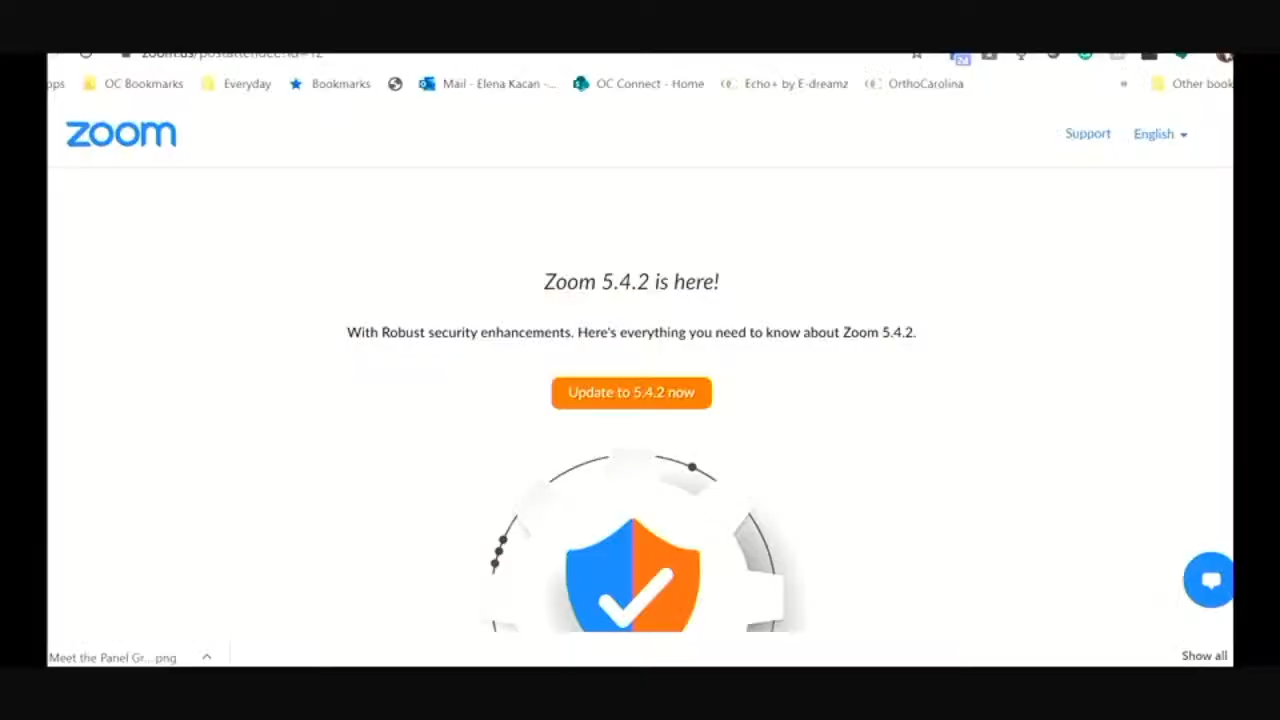 OC Bookmarks Everyday Bookmarks Mail - Elena Kacan -... OC Connect - Home Echo+ by E-dreamz OrthoCarolina » Other book
zoom Support English
Zoom 5.4.2 is here!
With Robust security enhancements. Here's everything you need to know about Zoom 5.4.2.
Update to 5.4.2 now
Meet the Panel Gr....png Show all